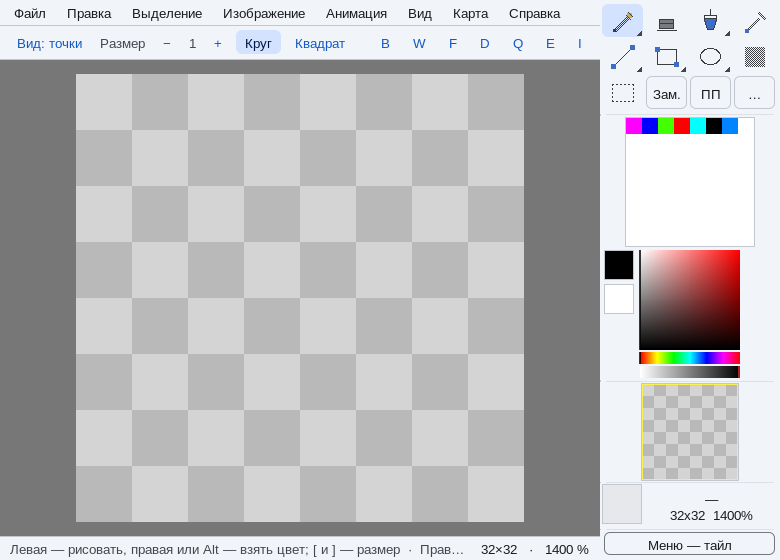 Файл Правка Выделение Изображение Анимация Вид Карта Справка
Вид: точки Размер − 1 + Круг Квадрат B W F D Q E I
Зам. ПП ...
—
32x32 1400%
Меню — тайл
Левая — рисовать, правая или Alt — взять цвет; [ и ] — размер · Прав… 32×32 · 1400 %